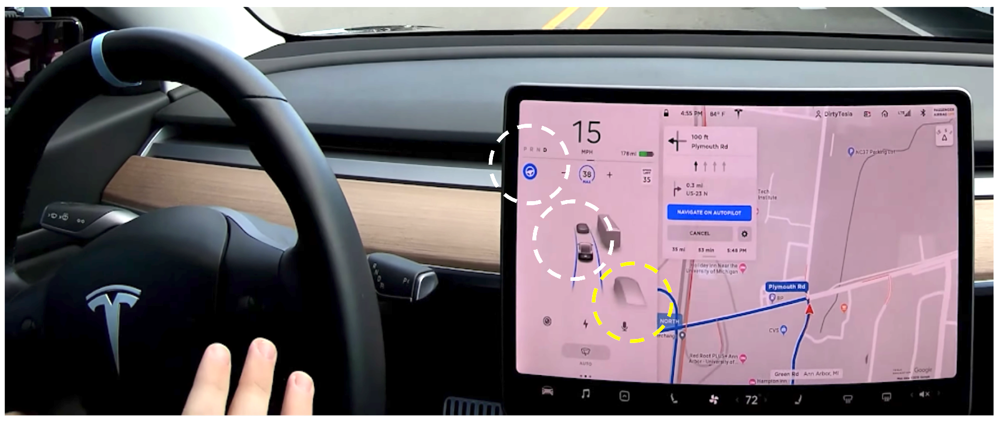 15
MPH
P R N D
178 mi
-
38
MAX
+
SPEED
LIMIT
35
4:55 PM
84° F
DirtyTesla
LTE
PASSENGER
AIRBAG OFF
100 ft
Plymouth Rd
0.3 mi
US-23 N
NAVIGATE ON AUTOPILOT
CANCEL
35 mi
53 min
5:48 PM
NC37 Parking Lot
Tech
Institute
Holiday Inn Near the
University of Michigan
Plymouth Rd
BP
NORTH
CVS
Red Roof PLUS+ Ann
Arbor - University of...
Green Rd
Ann Arbor, MI
Hampton Inn
Google
AUTO
R
N
D
P
72